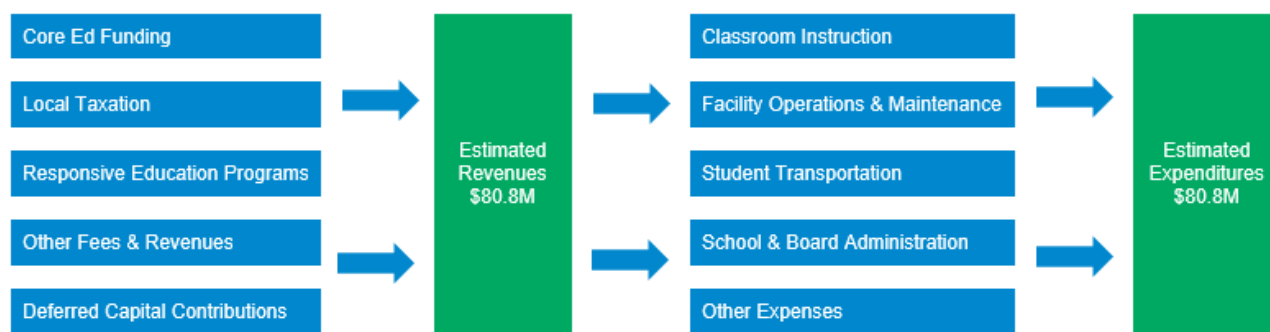 Core Ed Funding
Local Taxation
Responsive Education Programs
Other Fees & Revenues
Deferred Capital Contributions
Estimated
Revenues
$80.8M
Classroom Instruction
Facility Operations & Maintenance
Student Transportation
School & Board Administration
Other Expenses
Estimated
Expenditures
$80.8M